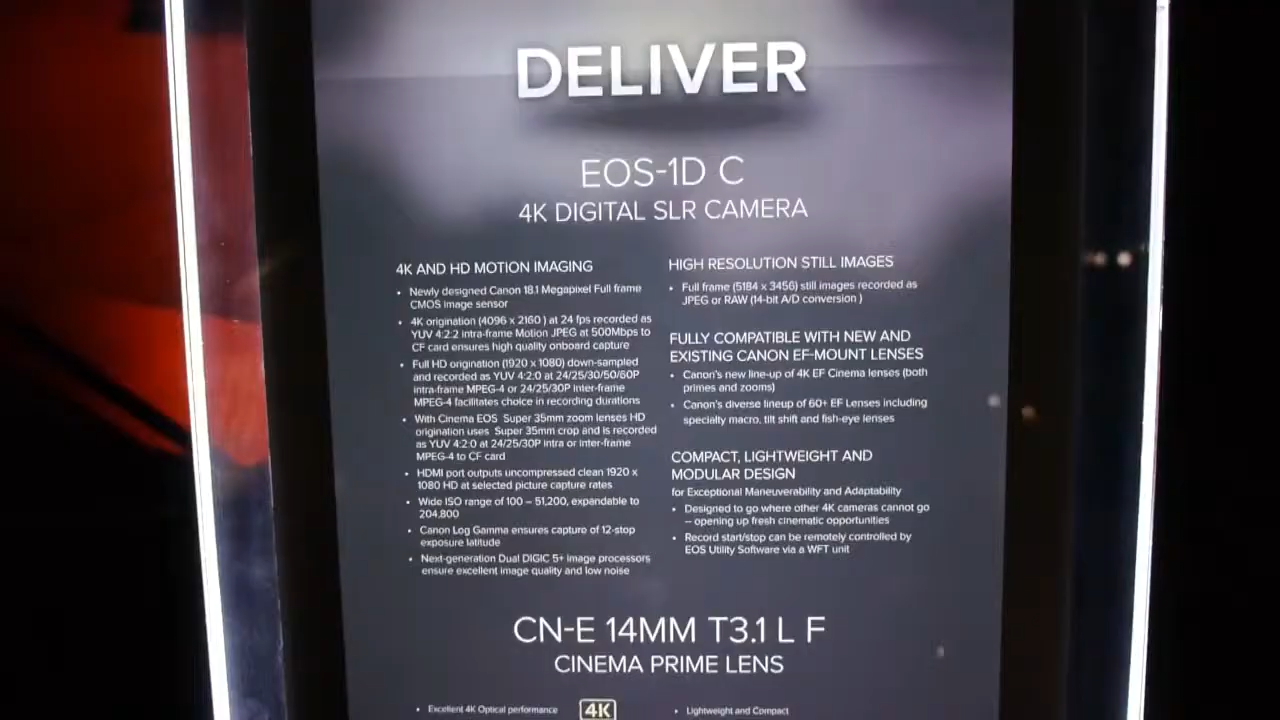 DELIVER
EOS-1D C
4K DIGITAL SLR CAMERA
4K AND HD MOTION IMAGING
• Newly designed Canon 18.1 Megapixel Full frame
CMOS image sensor
• 4K origination (4096 x 2160 ) at 24 fps recorded as
YUV 4:2:2 intra-frame Motion JPEG at 500Mbps to
CF card ensures high quality onboard capture
• Full HD origination (1920 x 1080) down-sampled
and recorded as YUV 4:2:0 at 24/25/30/50/60P
intra-frame MPEG-4 or 24/25/30P inter-frame
MPEG-4 facilitates choice in recording durations
• With Cinema EOS Super 35mm zoom lenses HD
origination uses Super 35mm crop and is recorded
as YUV 4:2:0 at 24/25/30P intra or inter-frame
MPEG-4 to CF card
• HDMI port outputs uncompressed clean 1920 x
1080 HD at selected picture capture rates
• Wide ISO range of 100 – 51,200, expandable to
204,800
• Canon Log Gamma ensures capture of 12-stop
exposure latitude
• Next-generation Dual DIGIC 5+ image processors
ensure excellent image quality and low noise
HIGH RESOLUTION STILL IMAGES
• Full frame (5184 x 3456) still images recorded as
JPEG or RAW (14-bit A/D conversion )
FULLY COMPATIBLE WITH NEW AND
EXISTING CANON EF-MOUNT LENSES
• Canon's new line-up of 4K EF Cinema lenses (both
primes and zooms)
• Canon's diverse lineup of 60+ EF Lenses including
specialty macro, tilt shift and fish-eye lenses
COMPACT, LIGHTWEIGHT AND
MODULAR DESIGN
for Exceptional Maneuverability and Adaptability
• Designed to go where other 4K cameras cannot go
– opening up fresh cinematic opportunities
• Record start/stop can be remotely controlled by
EOS Utility Software via a WFT unit
CN-E 14MM T3.1 L F
CINEMA PRIME LENS
• Excellent 4K Optical performance
4K
• Lightweight and Compact